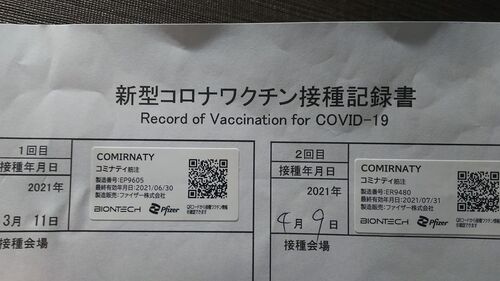 新型コロナワクチン接種記録書
Record of Vaccination for COVID-19
1回目
接種年月日
2021年
3月 11日
接種会場
COMIRNATY
コミナティ筋注
製造番号:EP9605
最終有効年月日:2021/06/30
製造販売:ファイザー株式会社
BIONTECH Pfizer
2回目
接種年月日
2021年
4月 9日
接種会場
COMIRNATY
コミナティ筋注
製造番号:ER9480
最終有効年月日:2021/07/31
製造販売:ファイザー株式会社
BIONTECH Pfizer